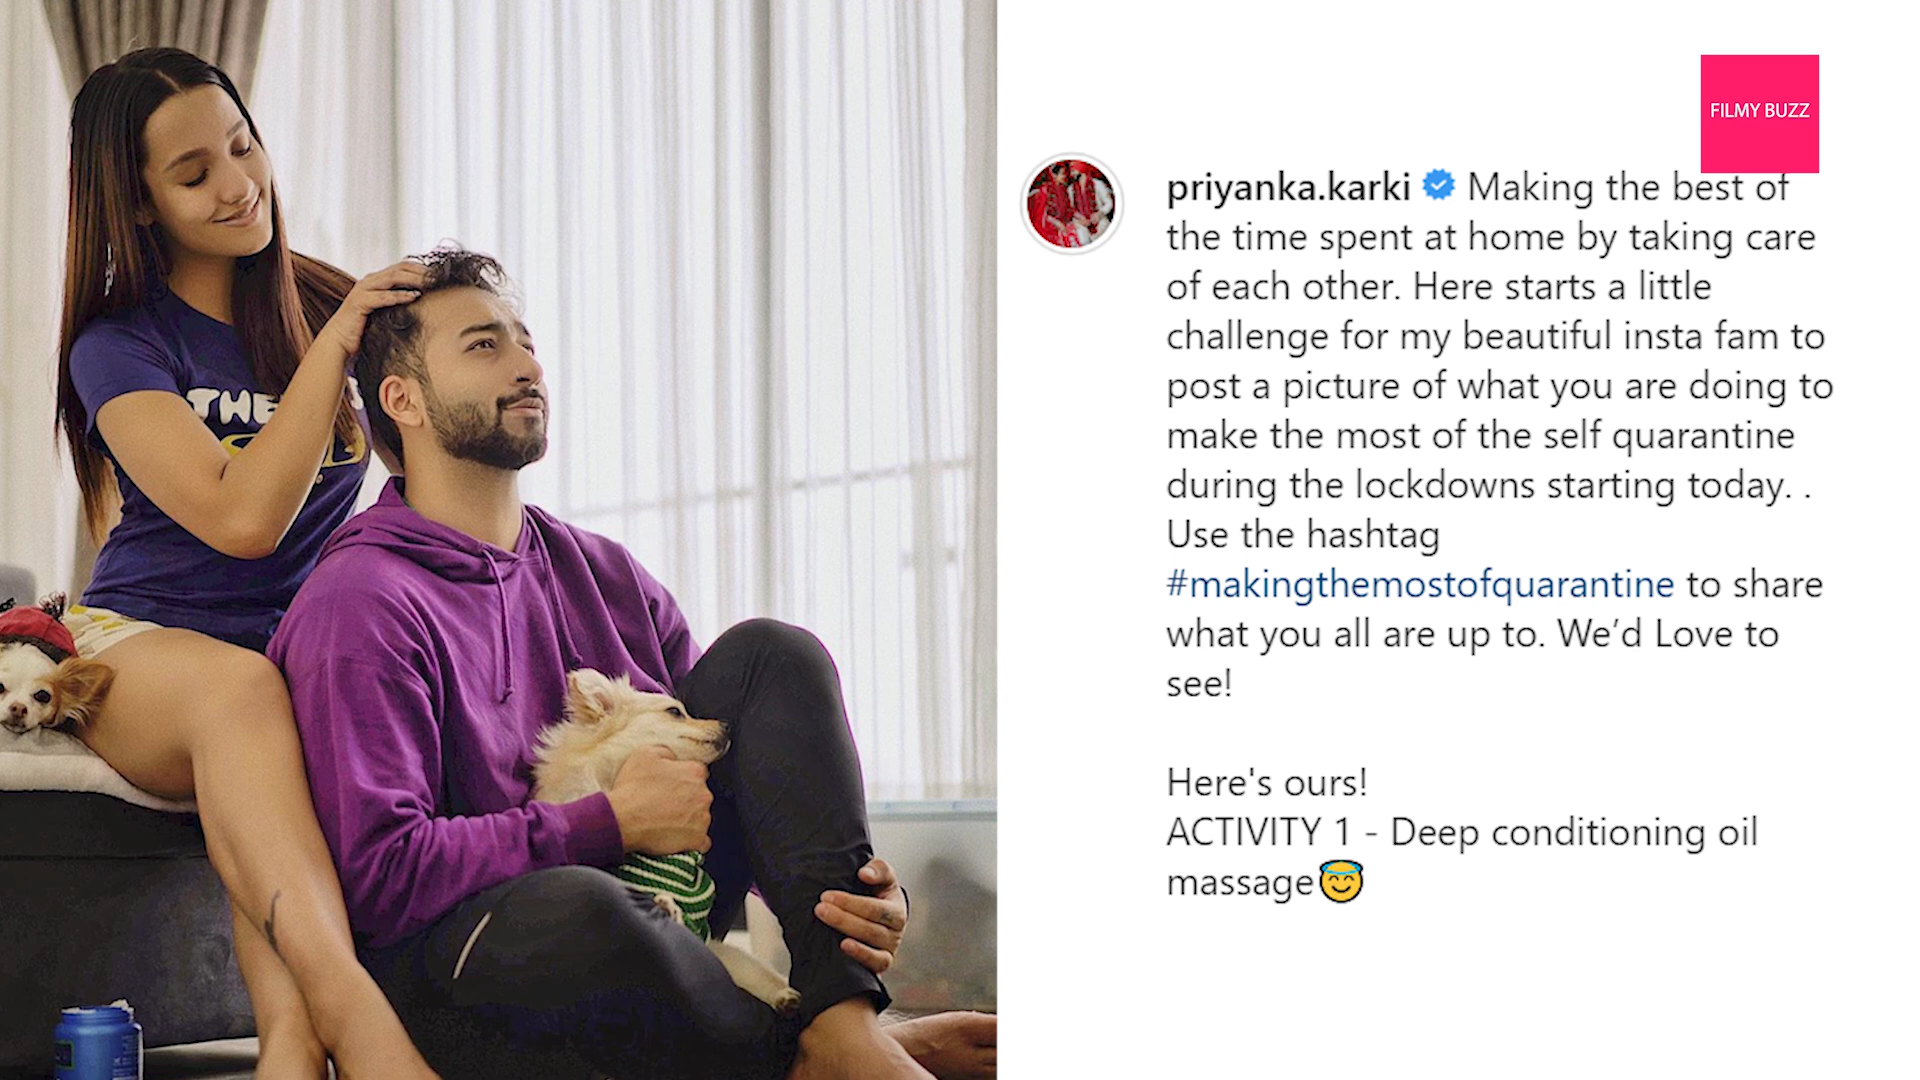 FILMY BUZZ
priyanka.karki Making the best of
the time spent at home by taking care
of each other. Here starts a little
challenge for my beautiful insta fam to
post a picture of what you are doing to
make the most of the self quarantine
during the lockdowns starting today. .
Use the hashtag
#makingthemostofquarantine to share
what you all are up to. We’d Love to
see!
Here's ours!
ACTIVITY 1 - Deep conditioning oil
massage😇
THE